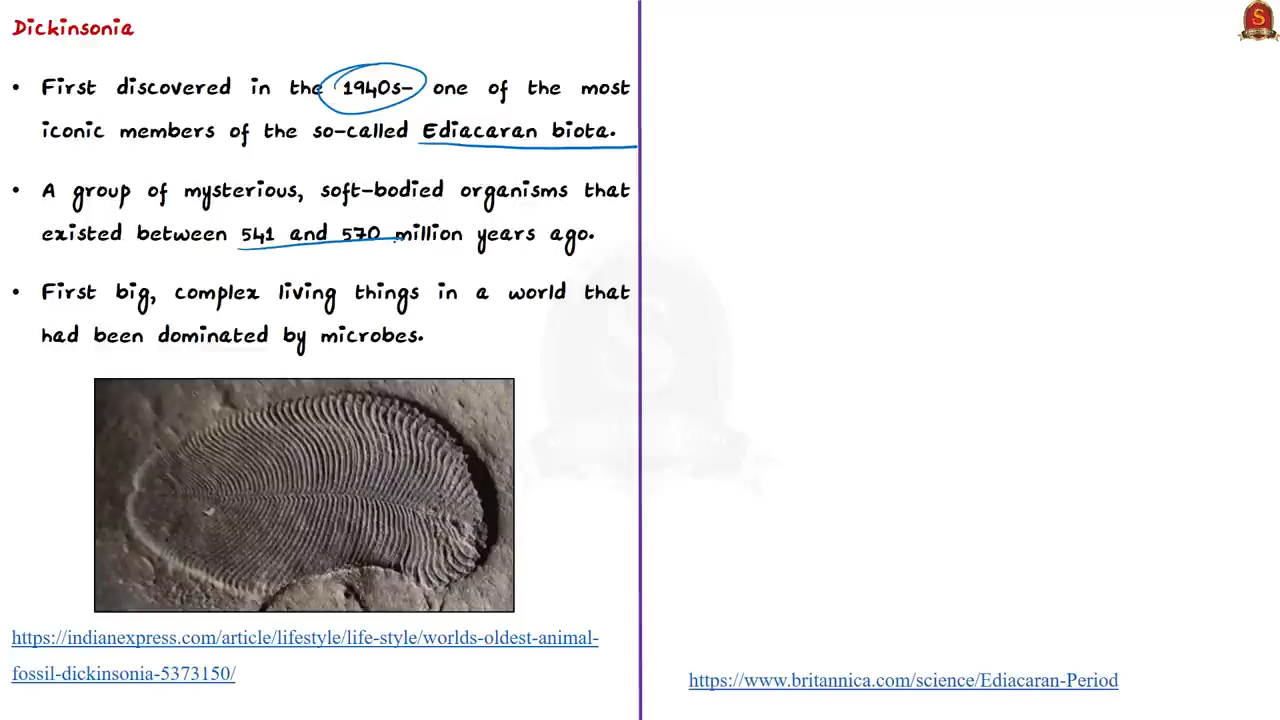 Dickinsonia
• First discovered in the 1940s– one of the most
iconic members of the so-called Ediacaran biota.
• A group of mysterious, soft-bodied organisms that
existed between 541 and 570 million years ago.
• First big, complex living things in a world that
had been dominated by microbes.
https://indianexpress.com/article/lifestyle/life-style/worlds-oldest-animal-
fossil-dickinsonia-5373150/
https://www.britannica.com/science/Ediacaran-Period